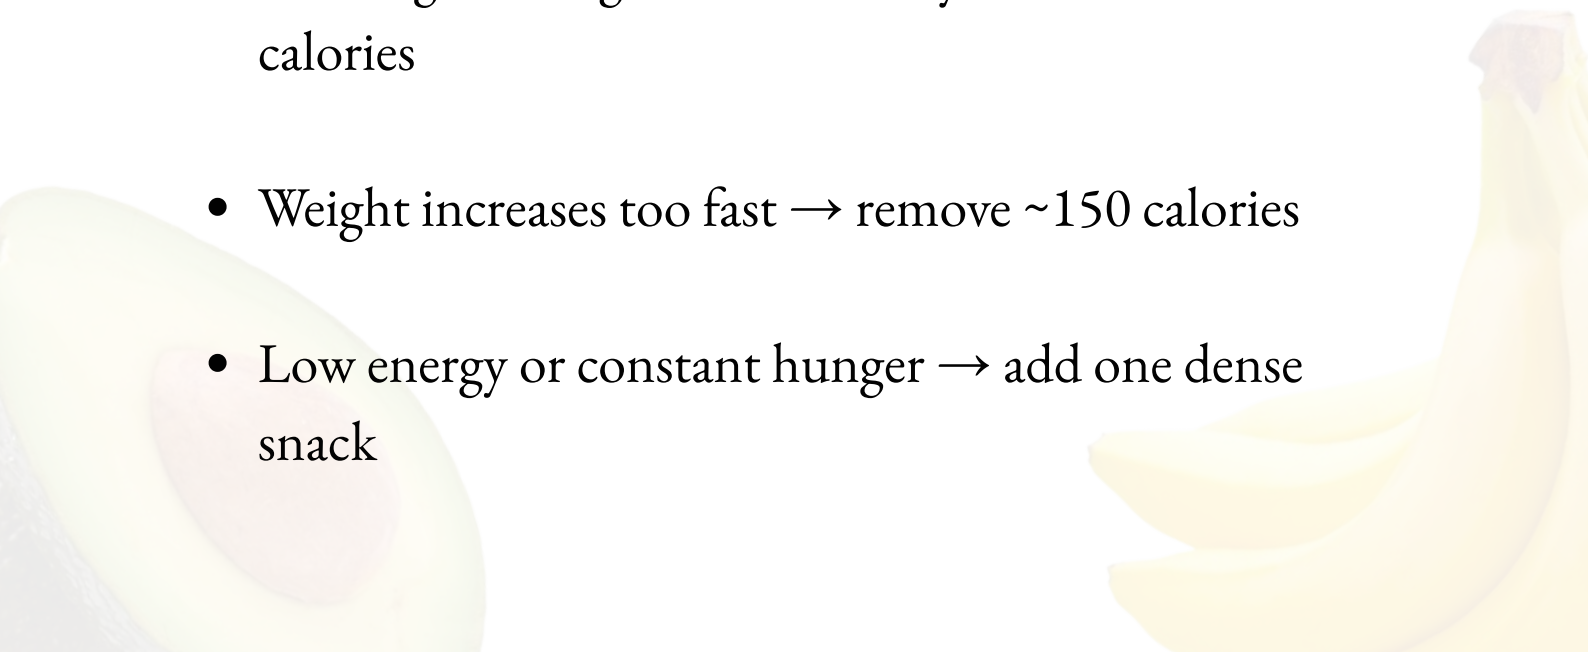 calories
• Weight increases too fast → remove ~150 calories
• Low energy or constant hunger → add one dense
snack